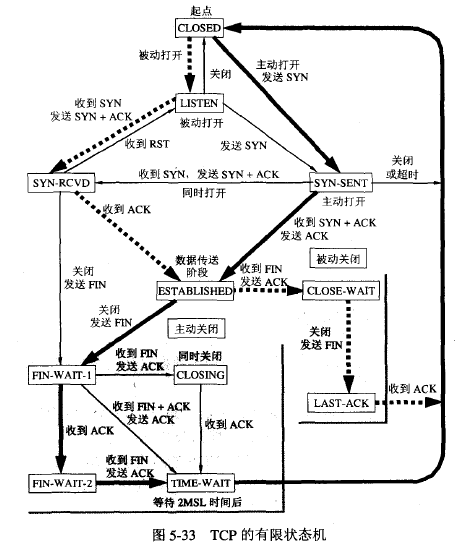 起点
CLOSED
被动打开
关闭
主动打开
发送 SYN
LISTEN
被动打开
收到 SYN
发送 SYN + ACK
收到 RST
发送 SYN
SYN-RCVD
收到 SYN，发送 SYN + ACK
同时打开
SYN-SENT
主动打开
关闭
或超时
收到 ACK
收到 SYN + ACK
发送 ACK
数据传送
阶段
ESTABLISHED
收到 FIN
发送 ACK
被动关闭
CLOSE-WAIT
关闭
发送 FIN
关闭
发送 FIN
主动关闭
关闭
发送 FIN
FIN-WAIT-1
收到 FIN
发送 ACK
同时关闭
CLOSING
LAST-ACK
收到 ACK
收到 ACK
收到 FIN + ACK
发送 ACK
收到 ACK
FIN-WAIT-2
收到 FIN
发送 ACK
TIME-WAIT
等待 2MSL 时间后
图 5-33 TCP 的有限状态机